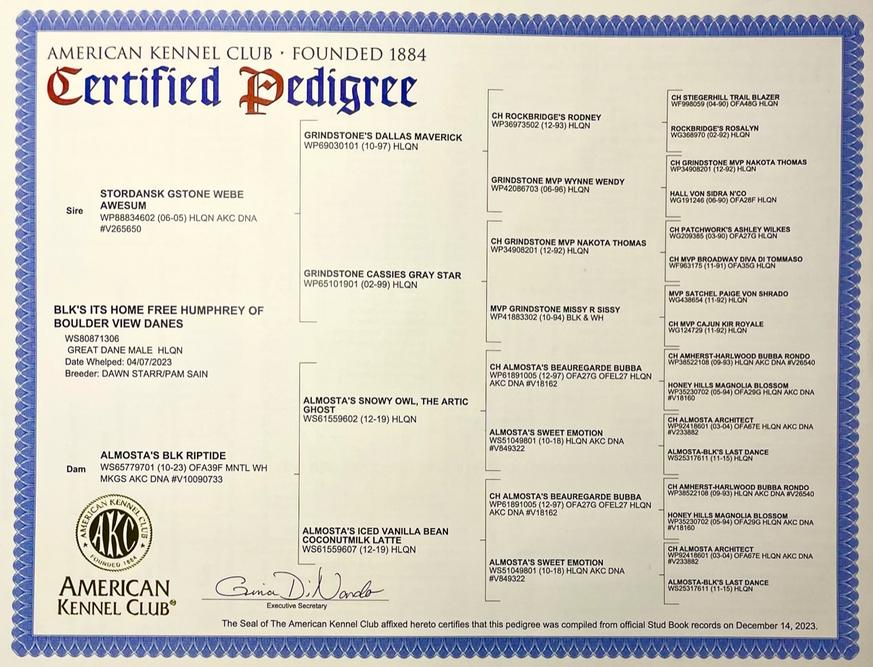 AMERICAN KENNEL CLUB · FOUNDED 1884
Certified Pedigree
Sire
STORDANSK GSTONE WEBE
AWESUM
WP88834602 (06-05) HLQN AKC DNA
#V265650
BLK'S ITS HOME FREE HUMPHREY OF
BOULDER VIEW DANES
WS80871306
GREAT DANE MALE HLQN
Date Whelped: 04/07/2023
Breeder: DAWN STARR/PAM SAIN
Dam
ALMOSTA'S BLK RIPTIDE
WS65779701 (10-23) OFA39F MNTL WH
MKGS AKC DNA #V10090733
GRINDSTONE'S DALLAS MAVERICK
WP69030101 (10-97) HLQN
GRINDSTONE CASSIES GRAY STAR
WP65101901 (02-99) HLQN
ALMOSTA'S SNOWY OWL, THE ARTIC
GHOST
WS61559602 (12-19) HLQN
ALMOSTA'S ICED VANILLA BEAN
COCONUTMILK LATTE
WS61559607 (12-19) HLQN
CH ROCKBRIDGE'S RODNEY
WP36973502 (12-93) HLQN
GRINDSTONE MVP WYNNE WENDY
WP42086703 (06-96) HLQN
CH GRINDSTONE MVP NAKOTA THOMAS
WP34908201 (12-92) HLQN
MVP GRINDSTONE MISSY R SISSY
WP41883302 (10-94) BLK & WH
CH ALMOSTA'S BEAUREGARDE BUBBA
WP61891005 (12-97) OFA27G OFEL27 HLQN
AKC DNA #V18162
ALMOSTA'S SWEET EMOTION
WS51049801 (10-18) HLQN AKC DNA
#V849322
CH ALMOSTA'S BEAUREGARDE BUBBA
WP61891005 (12-97) OFA27G OFEL27 HLQN
AKC DNA #V18162
ALMOSTA'S SWEET EMOTION
WS51049801 (10-18) HLQN AKC DNA
#V849322
CH STIEGERHILL TRAIL BLAZER
WF998059 (04-90) OFA48G HLQN
ROCKBRIDGE'S ROSALYN
WG368970 (02-92) HLQN
CH GRINDSTONE MVP NAKOTA THOMAS
WP34908201 (12-92) HLQN
HALL VON SIDRA N'CO
WG191246 (06-90) OFA28F HLQN
CH PATCHWORK'S ASHLEY WILKES
WG209385 (03-90) OFA27G HLQN
CH MVP BROADWAY DIVA DI TOMMASO
WF963175 (11-91) OFA35G HLQN
MVP SATCHEL PAIGE VON SHRADO
WG438654 (11-92) HLQN
CH MVP CAJUN KIR ROYALE
WG124729 (11-92) HLQN
CH AMHERST-HARLWOOD BUBBA RONDO
WP38522108 (09-93) HLQN AKC DNA #V26540
HONEY HILLS MAGNOLIA BLOSSOM
WP35230702 (05-94) OFA29G HLQN AKC DNA
#V18160
CH ALMOSTA ARCHITECT
WP92418601 (03-04) OFA67E HLQN AKC DNA
#V233882
ALMOSTA-BLK'S LAST DANCE
WS25317611 (11-15) HLQN
CH AMHERST-HARLWOOD BUBBA RONDO
WP38522108 (09-93) HLQN AKC DNA #V26540
HONEY HILLS MAGNOLIA BLOSSOM
WP35230702 (05-94) OFA29G HLQN AKC DNA
#V18160
CH ALMOSTA ARCHITECT
WP92418601 (03-04) OFA67E HLQN AKC DNA
#V233882
ALMOSTA-BLK'S LAST DANCE
WS25317611 (11-15) HLQN
AMERICAN KENNEL CLUB
AKC
FOUNDED 1884
AMERICAN
KENNEL CLUB®
Gina DiNardo
Executive Secretary
The Seal of The American Kennel Club affixed hereto certifies that this pedigree was compiled from official Stud Book records on December 14, 2023.